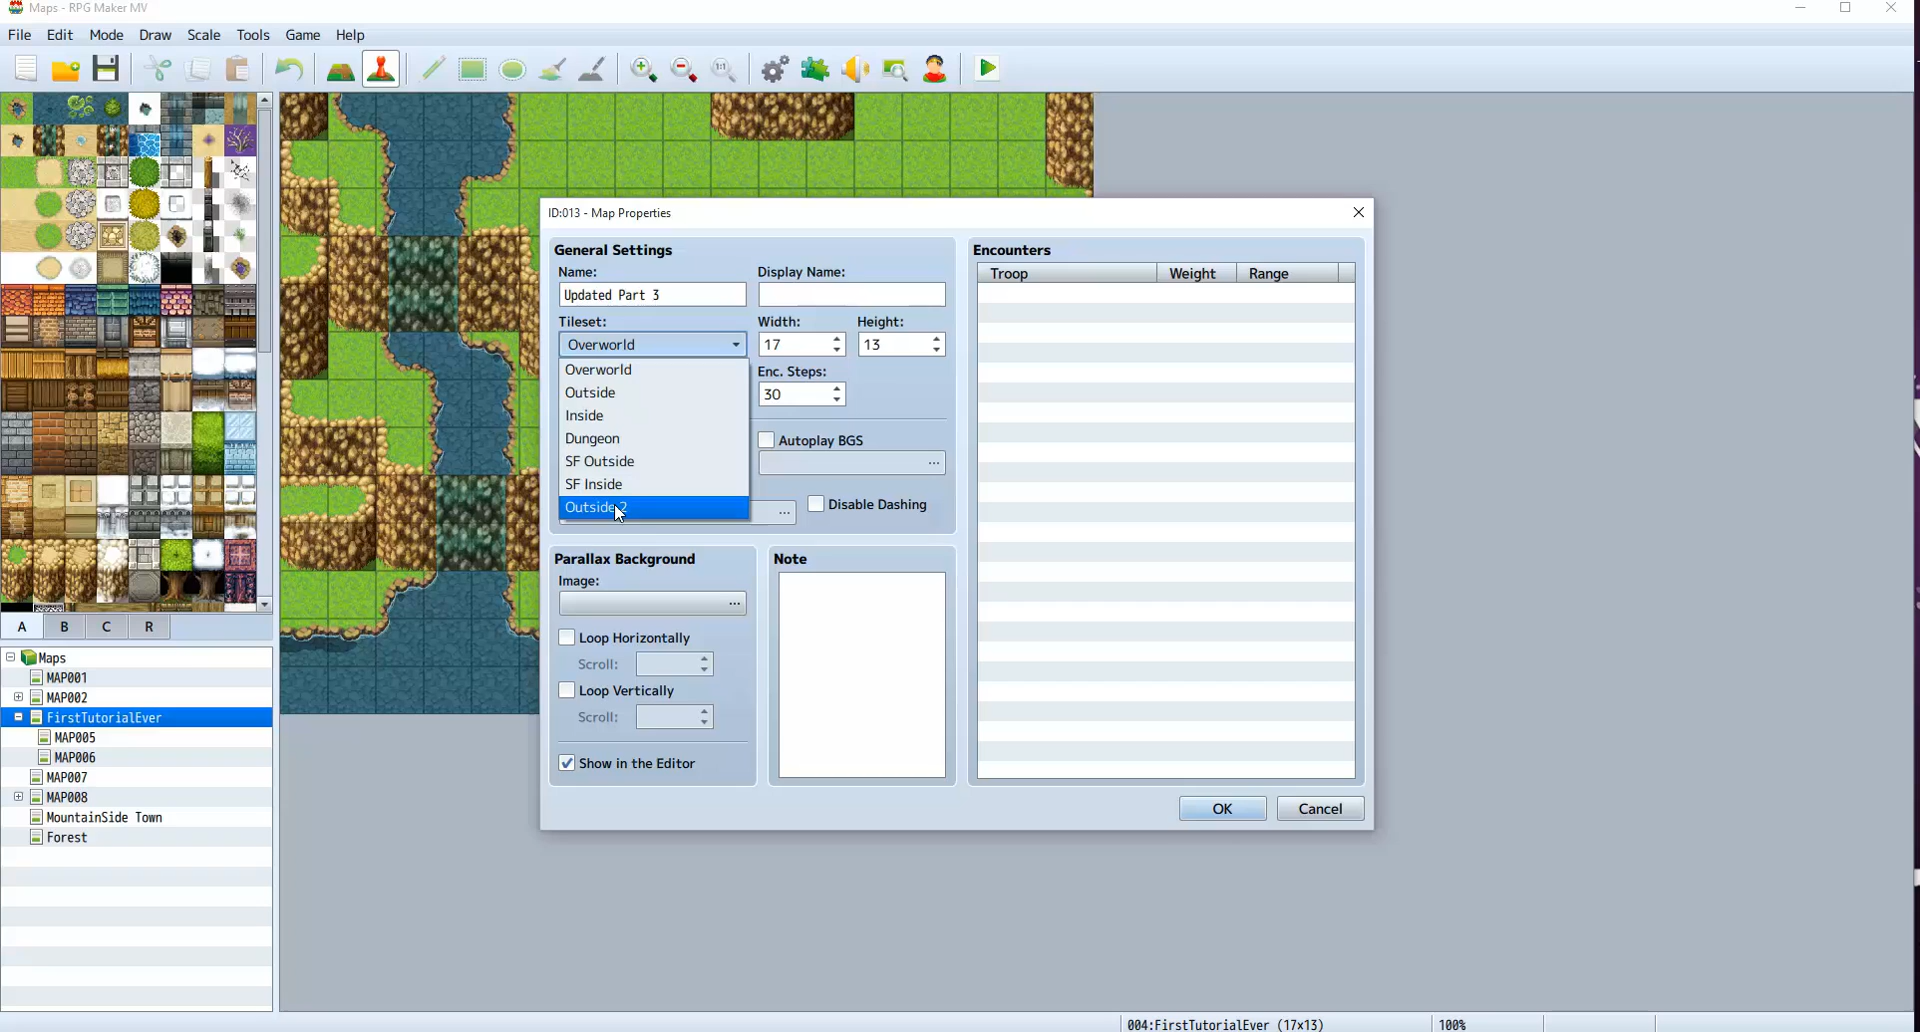 Maps - RPG Maker MV
File Edit Mode Draw Scale Tools Game Help
1:1
ID:013 - Map Properties
General Settings
Name: Display Name:
Updated Part 3
Tileset: Width: Height:
Overworld 17 13
Overworld
Outside
Inside
Dungeon
SF Outside
SF Inside
Outside 2
Enc. Steps:
30
Autoplay BGS
...
... Disable Dashing
Parallax Background
Image:
...
Loop Horizontally
Scroll:
Loop Vertically
Scroll:
Show in the Editor
Note
Encounters
Troop Weight Range
OK Cancel
A B C R
Maps
MAP001
MAP002
FirstTutorialEver
MAP005
MAP006
MAP007
MAP008
MountainSide Town
Forest
004:FirstTutorialEver (17x13) 100%